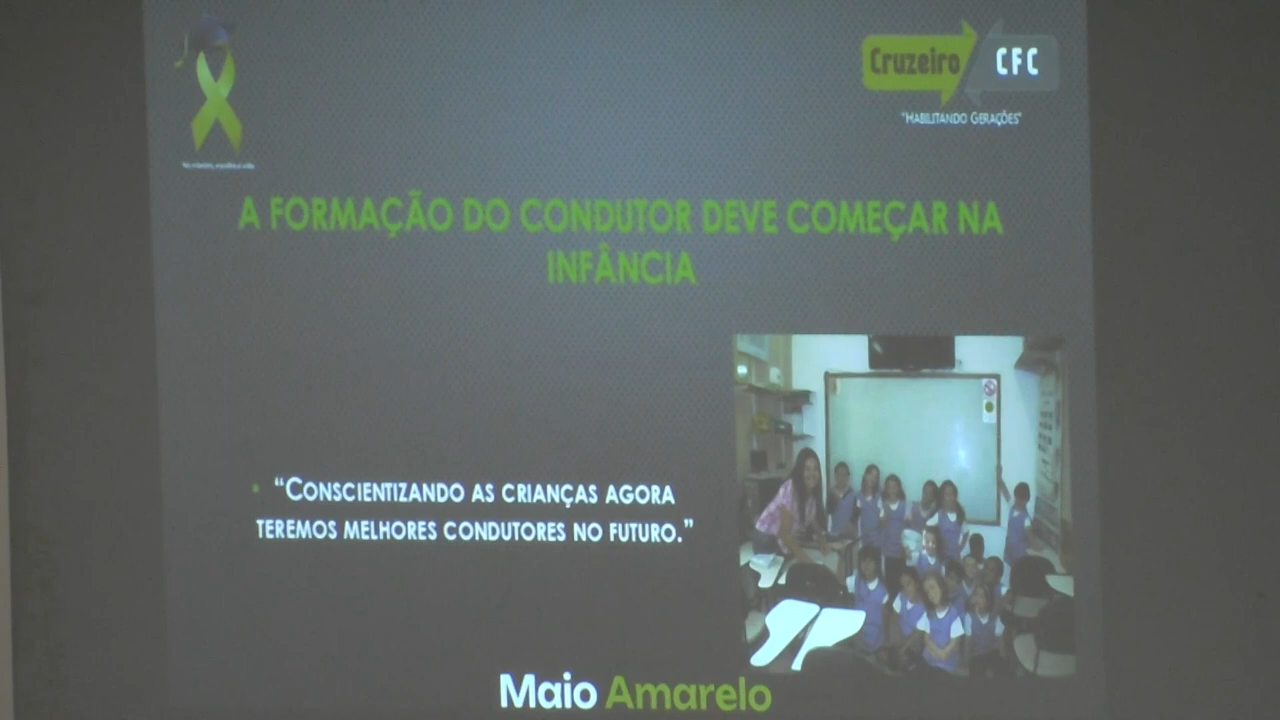 Cruzeiro CFC
"HABILITANDO GERAÇÕES"
A FORMAÇÃO DO CONDUTOR DEVE COMEÇAR NA
INFÂNCIA
• "CONSCIENTIZANDO AS CRIANÇAS AGORA
TEREMOS MELHORES CONDUTORES NO FUTURO."
Maio Amarelo